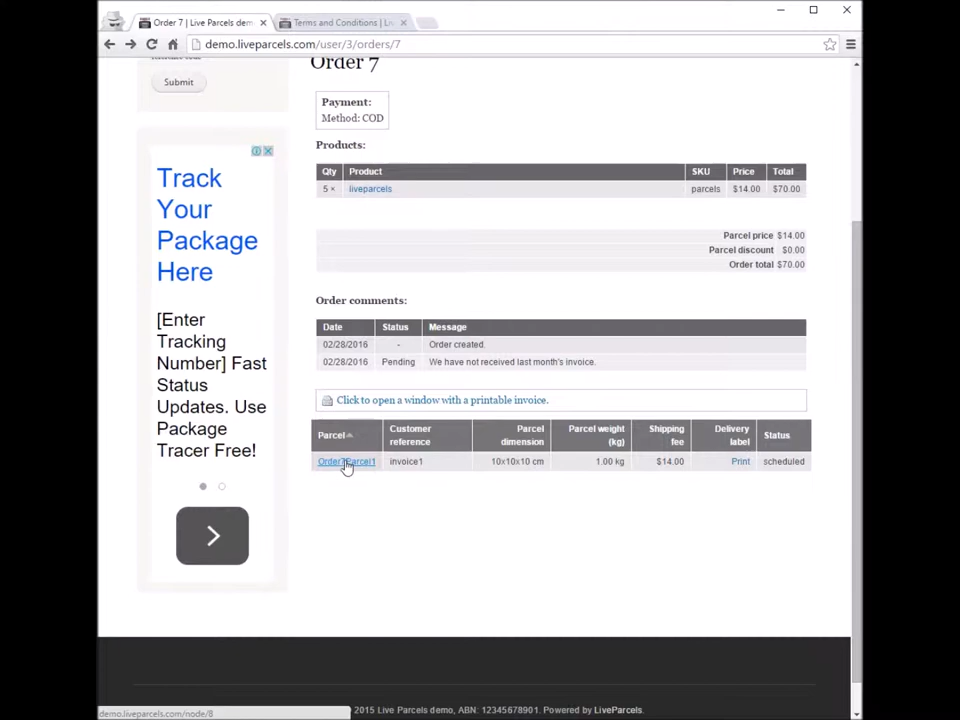 Order 7 | Live Parcels dem
Terms and Conditions | Liv
demo.liveparcels.com/user/3/orders/7
Submit
Track
Your
Package
Here
[Enter
Tracking
Number] Fast
Status
Updates. Use
Package
Tracer Free!
Order 7
Payment:
Method: COD
Products:
Qty Product SKU Price Total
5 × liveparcels parcels $14.00 $70.00
Parcel price $14.00
Parcel discount $0.00
Order total $70.00
Order comments:
Date Status Message
02/28/2016 - Order created.
02/28/2016 Pending We have not received last month's invoice.
Click to open a window with a printable invoice.
Parcel Customer reference Parcel dimension Parcel weight (kg) Shipping fee Delivery label Status
Order7Parcel1 invoice1 10x10x10 cm 1.00 kg $14.00 Print scheduled
2015 Live Parcels demo, ABN: 12345678901. Powered by LiveParcels.
demo.liveparcels.com/node/8